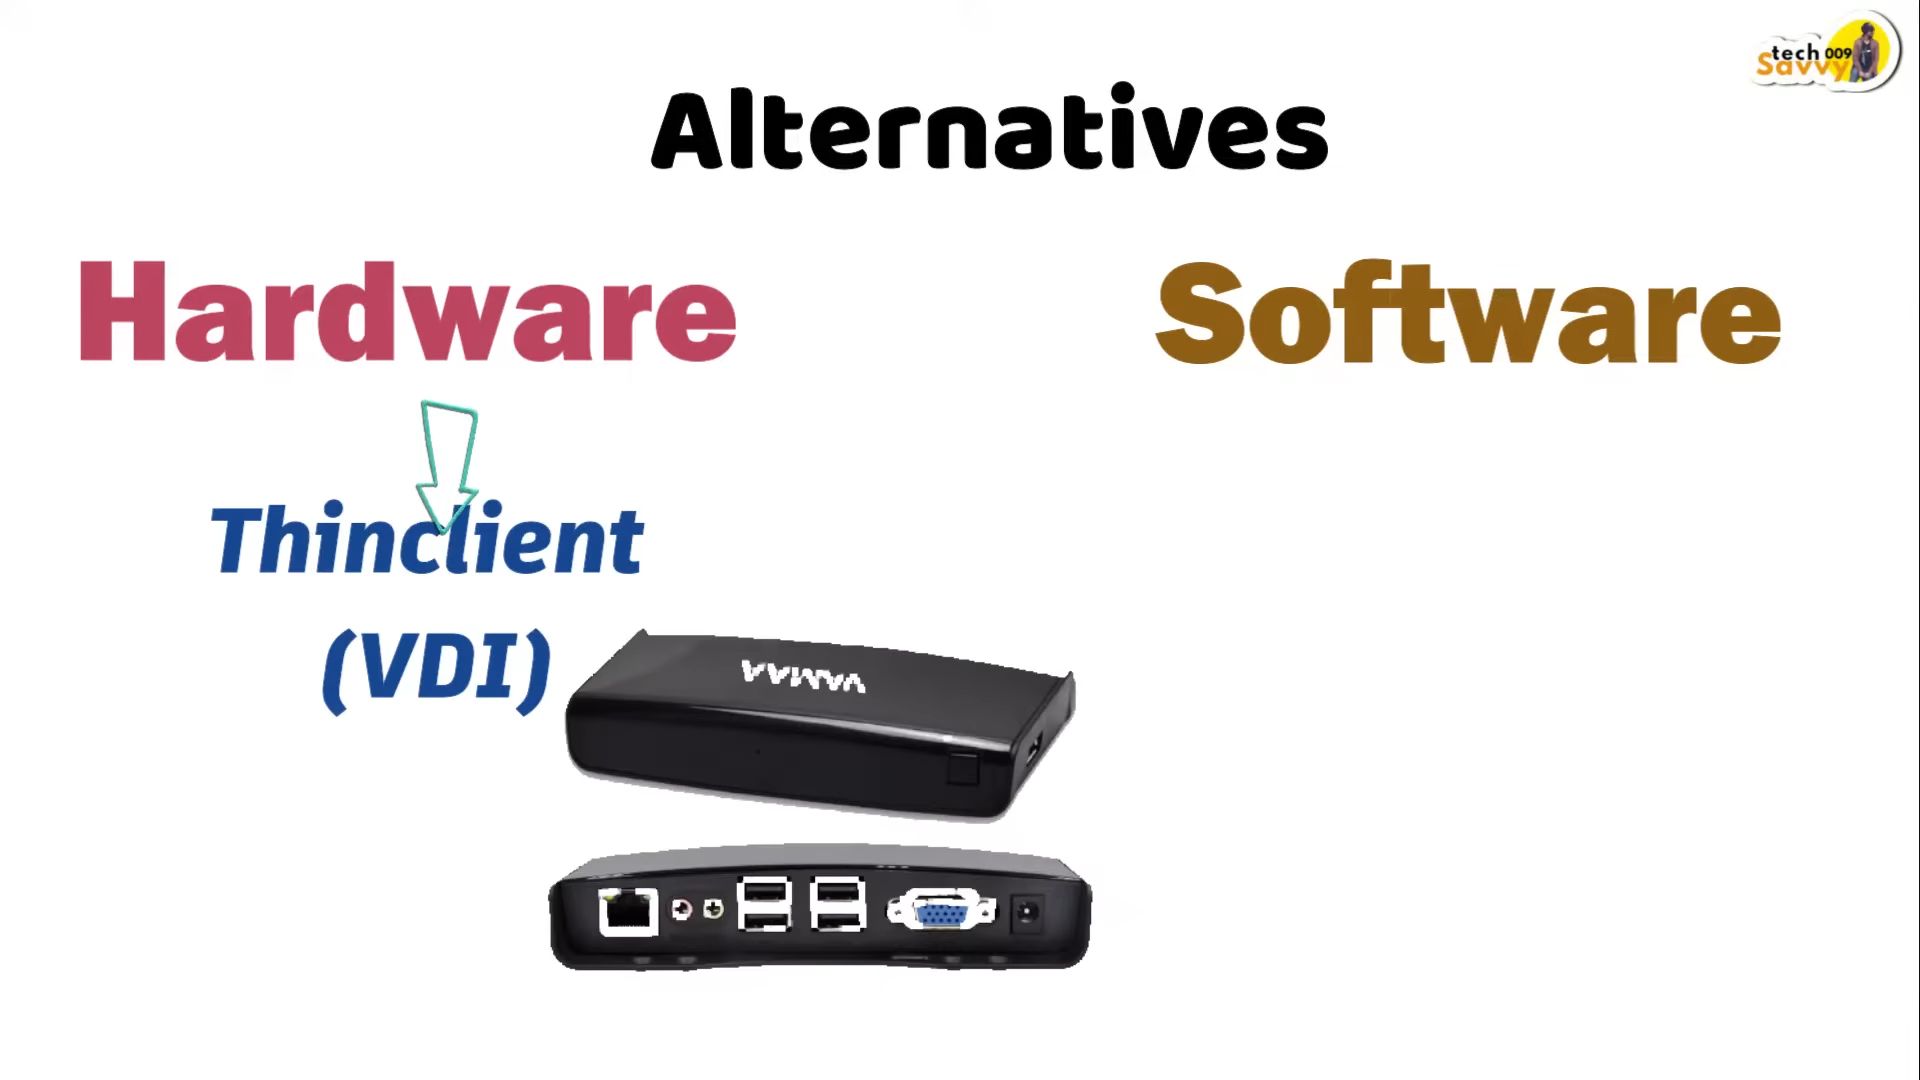 tech 009
Savvy
Alternatives
Hardware
Software
Thinclient
(VDI)